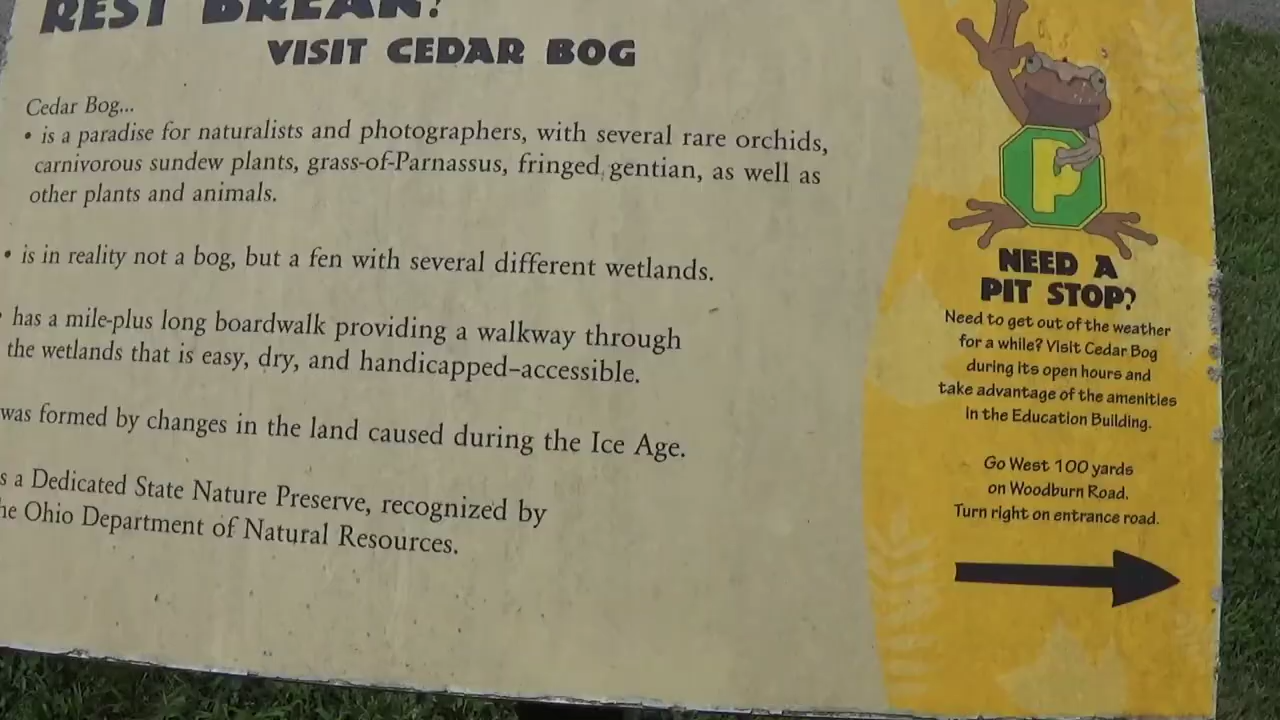 REST BREAK?
VISIT CEDAR BOG
Cedar Bog...
• is a paradise for naturalists and photographers, with several rare orchids,
carnivorous sundew plants, grass-of-Parnassus, fringed gentian, as well as
other plants and animals.
• is in reality not a bog, but a fen with several different wetlands.
• has a mile-plus long boardwalk providing a walkway through
the wetlands that is easy, dry, and handicapped-accessible.
was formed by changes in the land caused during the Ice Age.
s a Dedicated State Nature Preserve, recognized by
he Ohio Department of Natural Resources.
P
NEED A
PIT STOP?
Need to get out of the weather
for a while? Visit Cedar Bog
during its open hours and
take advantage of the amenities
in the Education Building.
Go West 100 yards
on Woodburn Road.
Turn right on entrance road.